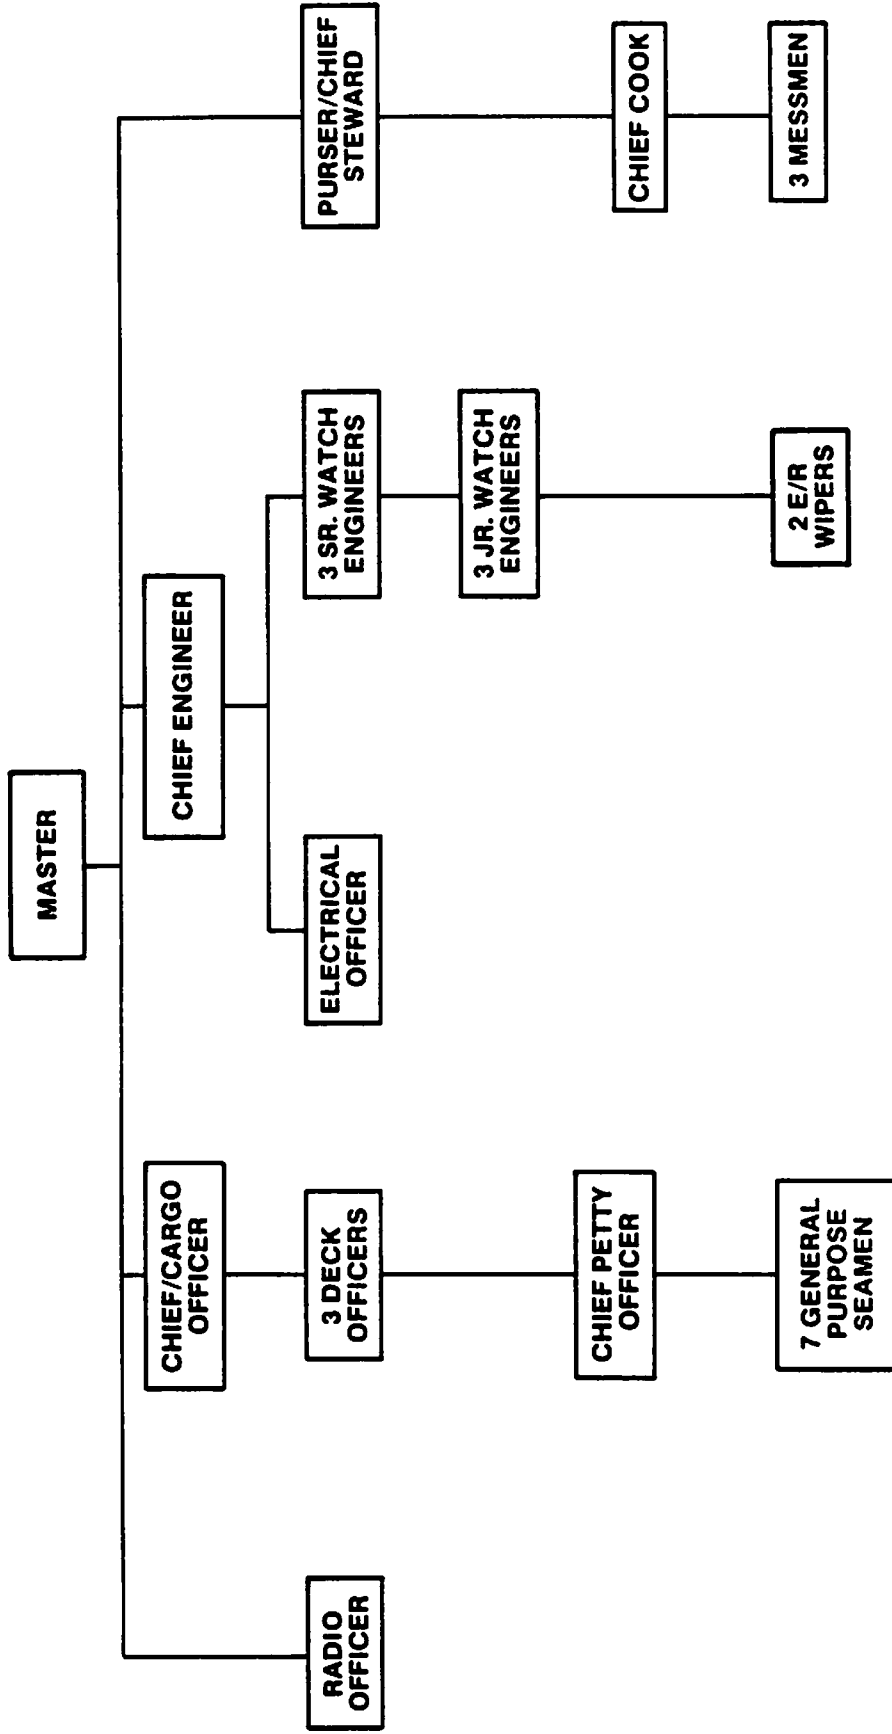 MASTER
RADIO
OFFICER
CHIEF/CARGO
OFFICER
3 DECK
OFFICERS
CHIEF PETTY
OFFICER
7 GENERAL
PURPOSE
SEAMEN
CHIEF ENGINEER
ELECTRICAL
OFFICER
3 SR. WATCH
ENGINEERS
3 JR. WATCH
ENGINEERS
2 E/R
WIPERS
PURSER/CHIEF
STEWARD
CHIEF COOK
3 MESSMEN